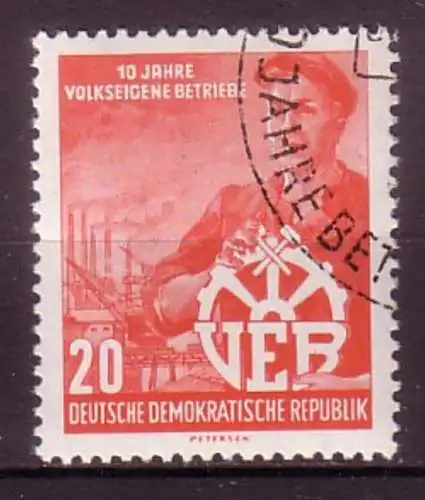 10 JAHRE
VOLKSEIGENE BETRIEBE
JAHRE BET
VEB
20
DEUTSCHE DEMOKRATISCHE REPUBLIK
PETERSEN